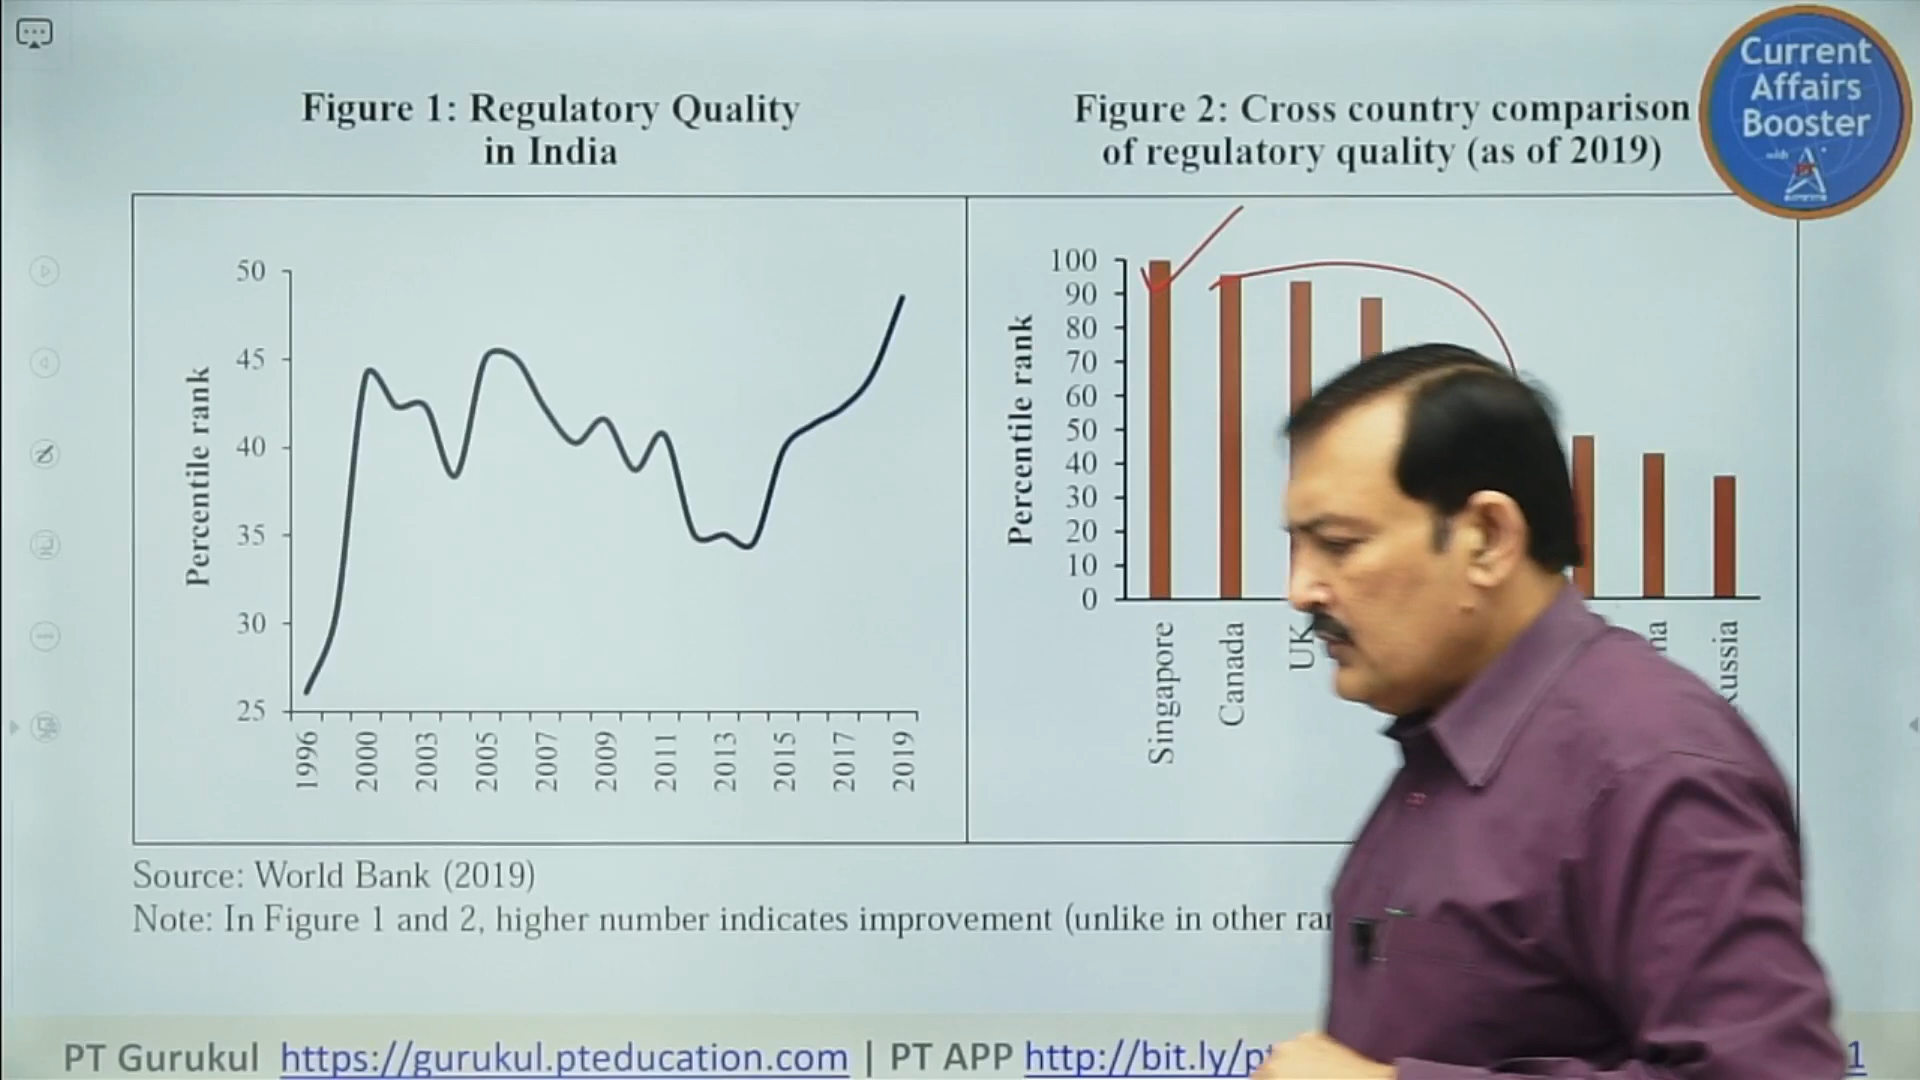 Current
Affairs
Booster
with
PT
Figure 1: Regulatory Quality
in India
Figure 2: Cross country comparison
of regulatory quality (as of 2019)
Percentile rank
50
45
40
35
30
25
1996
2000
2003
2005
2007
2009
2011
2013
2015
2017
2019
Percentile rank
100
90
80
70
60
50
40
30
20
10
0
Singapore
Canada
UK
Source: World Bank (2019)
Note: In Figure 1 and 2, higher number indicates improvement (unlike in other
PT Gurukul https://gurukul.pteducation.com | PT APP http://bit.ly/
1